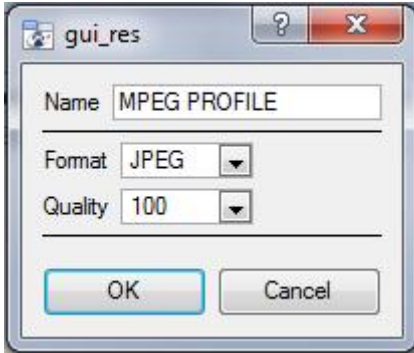 gui_res ? X
Name MPEG PROFILE
Format JPEG
Quality 100
OK Cancel